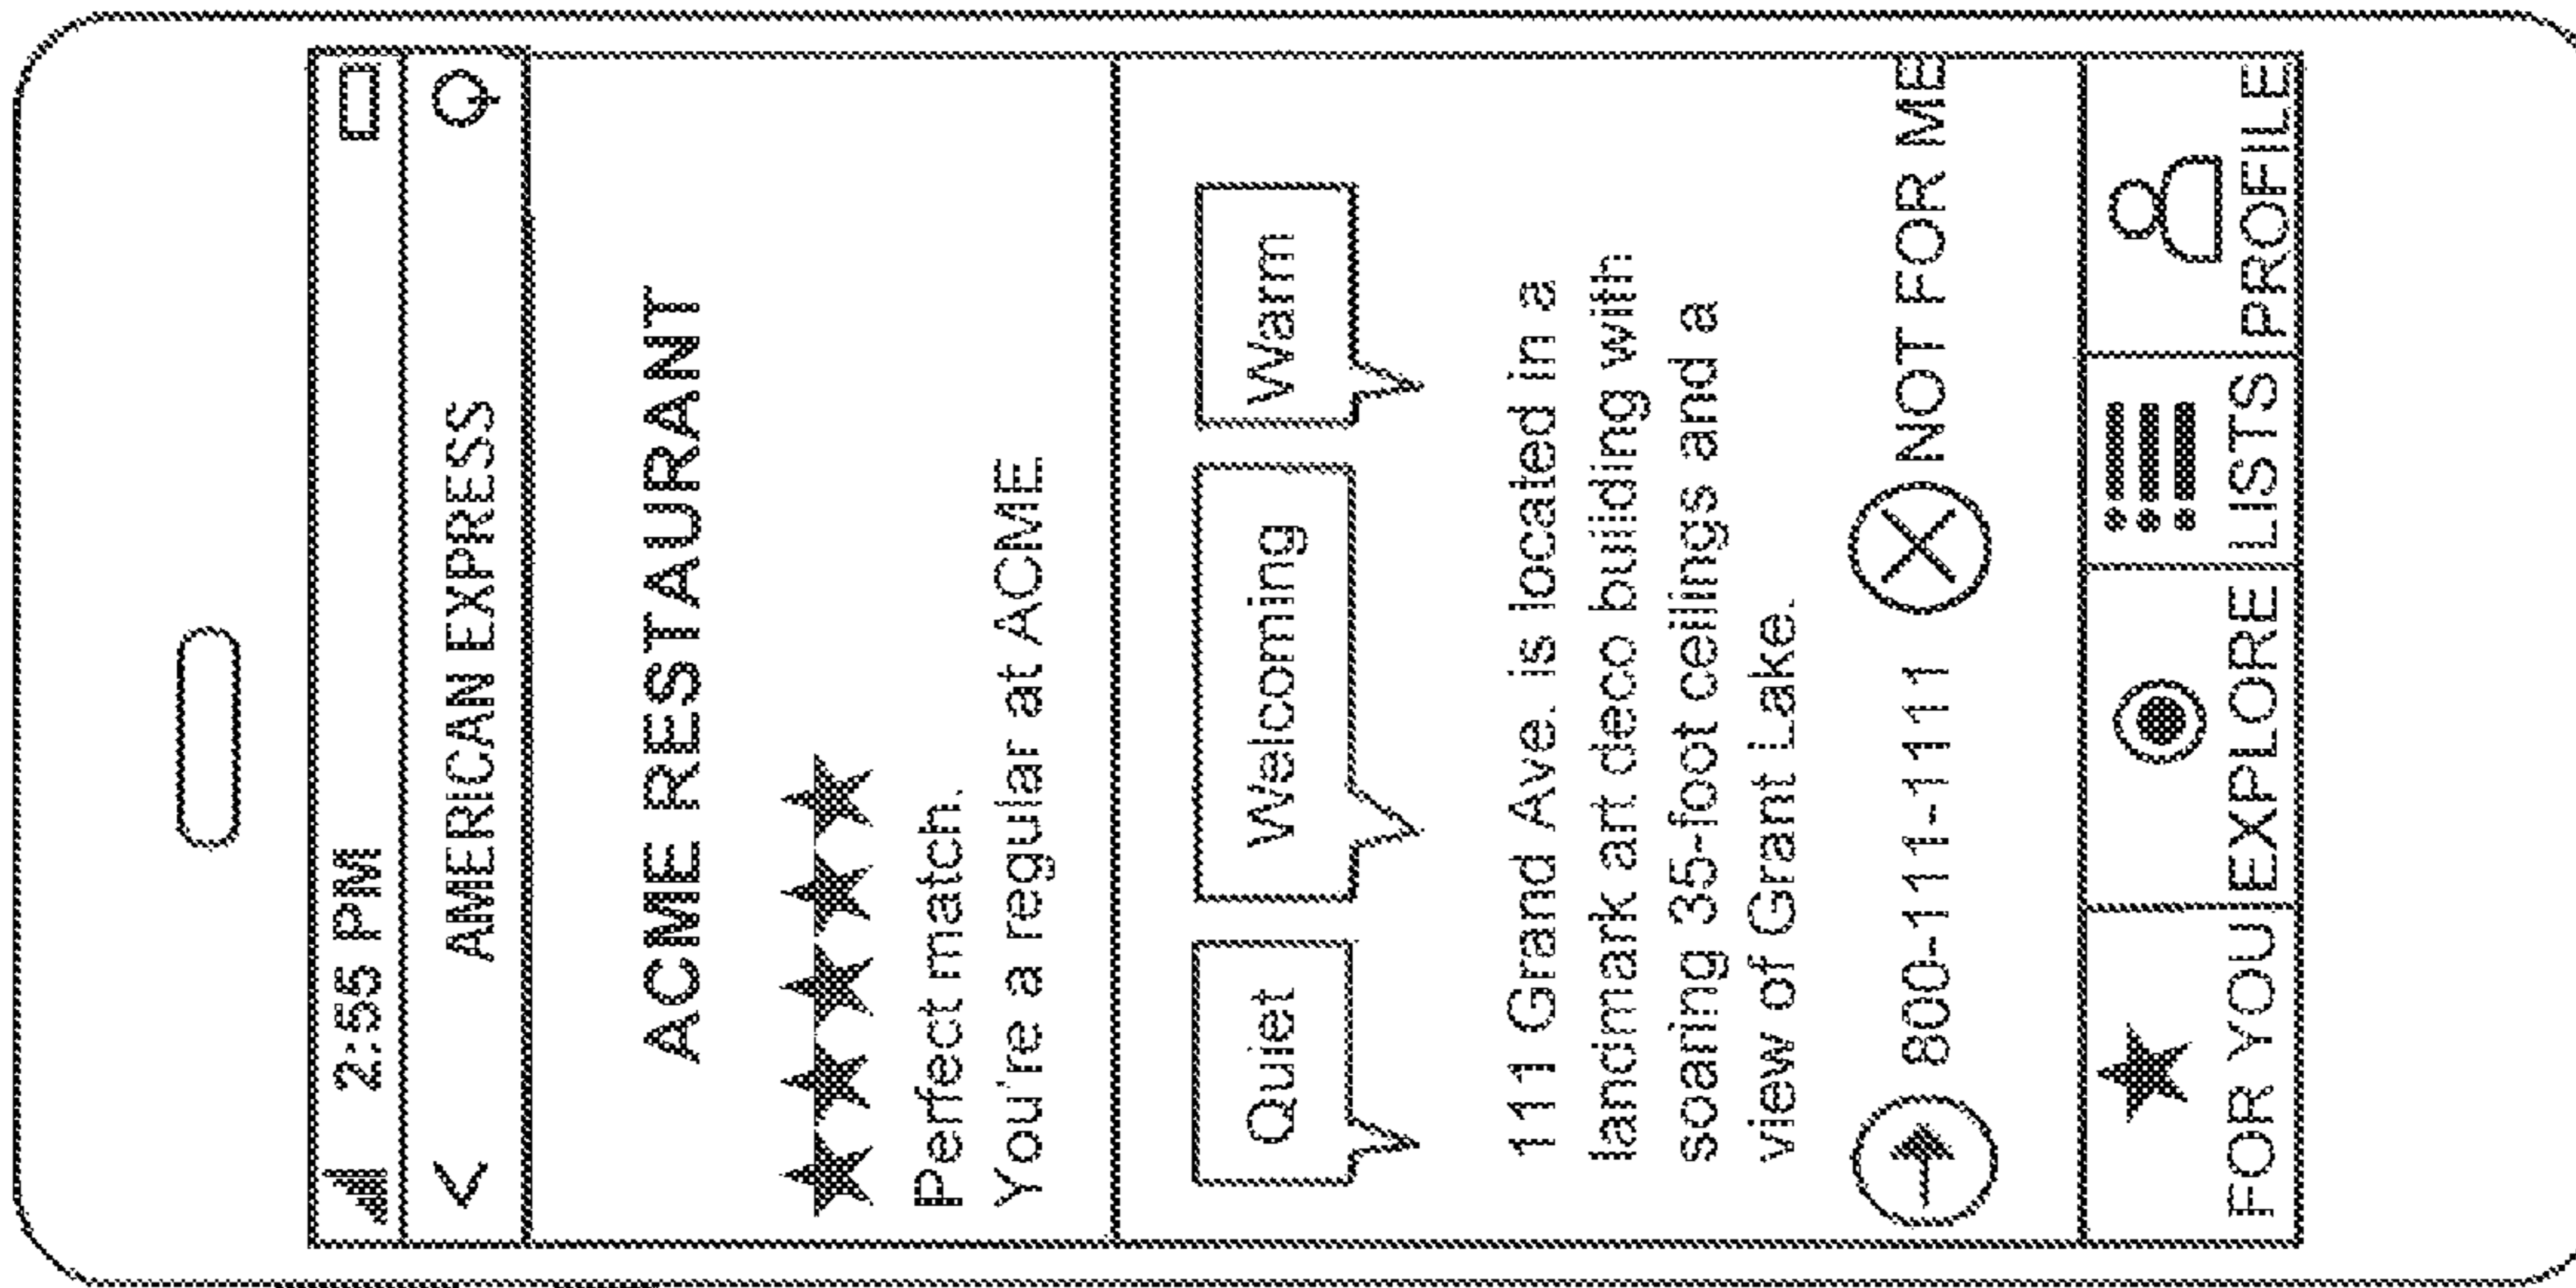 2:55 PM
AMERICAN EXPRESS
ACME RESTAURANT
Perfect match.
You're a regular at ACME
Quiet Welcoming Warm
111 Grand Ave. is located in a
landmark art deco building with
soaring 35-foot ceilings and a
view of Grant Lake.
800-111-1111 NOT FOR ME
FOR YOU EXPLORE LISTS PROFILE